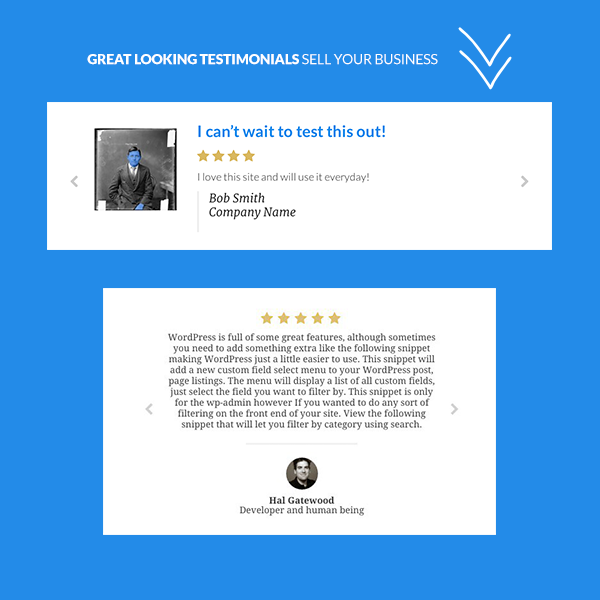 GREAT LOOKING TESTIMONIALS SELL YOUR BUSINESS
I can’t wait to test this out!
I love this site and will use it everyday!
Bob Smith
Company Name
WordPress is full of some great features, although sometimes
you need to add something extra like the following snippet
making WordPress just a little easier to use. This snippet will
add a new custom field select menu to your WordPress post,
page listings. The menu will display a list of all custom fields,
just select the field you want to filter by. This snippet is only
for the wp-admin however If you wanted to do any sort of
filtering on the front end of your site. View the following
snippet that will let you filter by category using search.
Hal Gatewood
Developer and human being